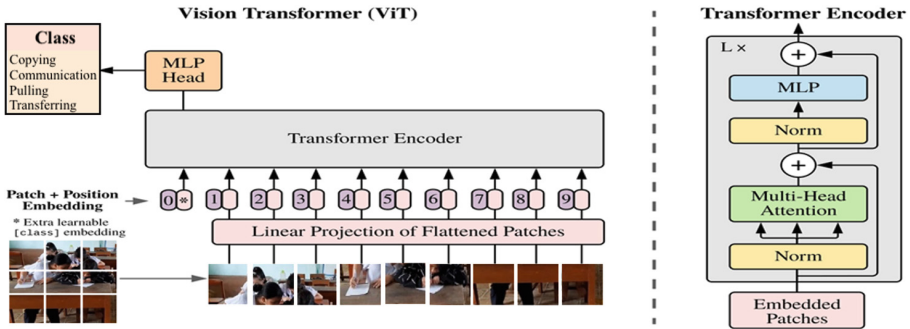 Vision Transformer (ViT)
Class
Copying
Communication
Pulling
Transferring
MLP
Head
Transformer Encoder
Patch + Position
Embedding
0 * 1 2 3 4 5 6 7 8 9
* Extra learnable
[class] embedding
Linear Projection of Flattened Patches
Transformer Encoder
L ×
+
MLP
Norm
+
Multi-Head
Attention
Norm
Embedded
Patches